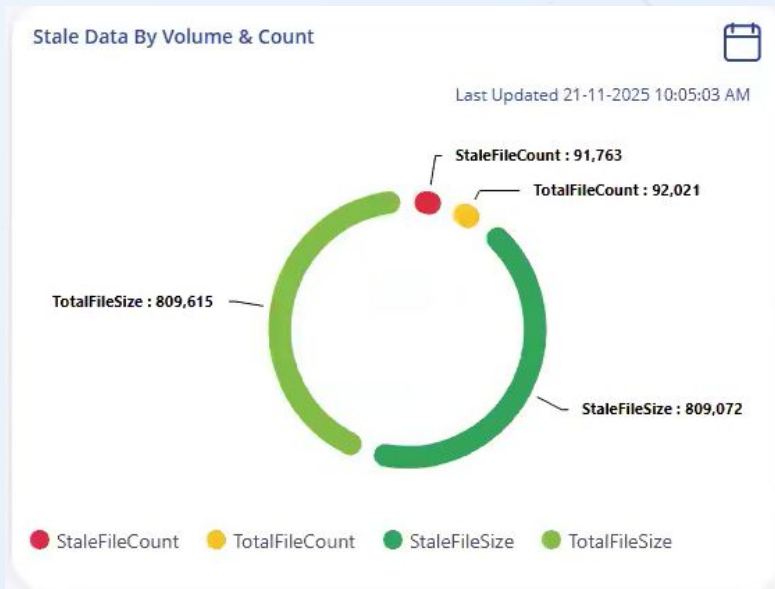 Stale Data By Volume & Count
Last Updated 21-11-2025 10:05:03 AM
StaleFileCount : 91,763
TotalFileCount : 92,021
TotalFileSize : 809,615
StaleFileSize : 809,072
StaleFileCount TotalFileCount StaleFileSize TotalFileSize